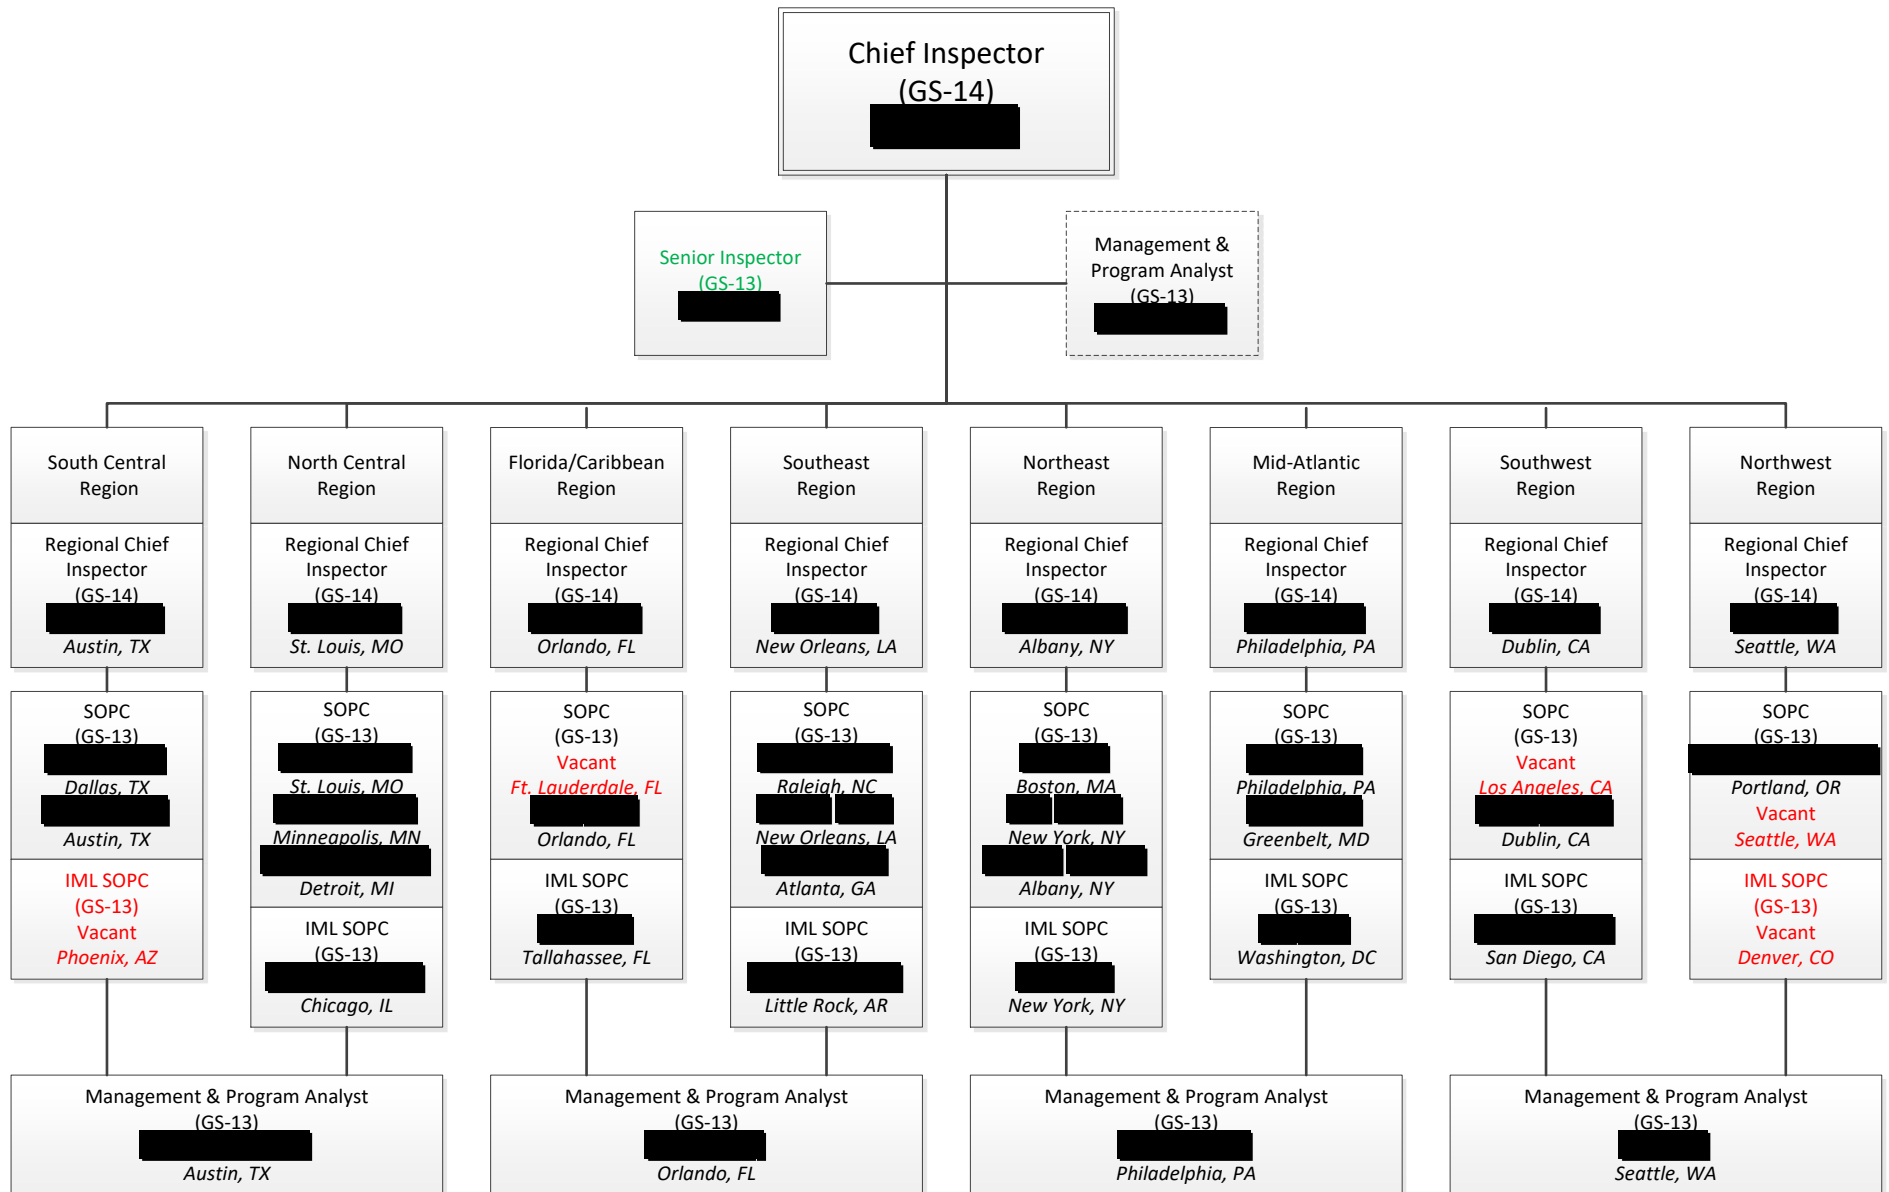 Chief Inspector
(GS-14)
Senior Inspector
(GS-13)
Management &
Program Analyst
(GS-13)
South Central
Region
Regional Chief
Inspector
(GS-14)
Austin, TX
SOPC
(GS-13)
Dallas, TX
Austin, TX
IML SOPC
(GS-13)
Vacant
Phoenix, AZ
North Central
Region
Regional Chief
Inspector
(GS-14)
St. Louis, MO
SOPC
(GS-13)
St. Louis, MO
Minneapolis, MN
Detroit, MI
IML SOPC
(GS-13)
Chicago, IL
Management & Program Analyst
(GS-13)
Austin, TX
Florida/Caribbean
Region
Regional Chief
Inspector
(GS-14)
Orlando, FL
SOPC
(GS-13)
Vacant
Ft. Lauderdale, FL
Orlando, FL
IML SOPC
(GS-13)
Tallahassee, FL
Southeast
Region
Regional Chief
Inspector
(GS-14)
New Orleans, LA
SOPC
(GS-13)
Raleigh, NC
New Orleans, LA
Atlanta, GA
IML SOPC
(GS-13)
Little Rock, AR
Management & Program Analyst
(GS-13)
Orlando, FL
Northeast
Region
Regional Chief
Inspector
(GS-14)
Albany, NY
SOPC
(GS-13)
Boston, MA
New York, NY
Albany, NY
IML SOPC
(GS-13)
New York, NY
Mid-Atlantic
Region
Regional Chief
Inspector
(GS-14)
Philadelphia, PA
SOPC
(GS-13)
Philadelphia, PA
Greenbelt, MD
IML SOPC
(GS-13)
Washington, DC
Management & Program Analyst
(GS-13)
Philadelphia, PA
Southwest
Region
Regional Chief
Inspector
(GS-14)
Dublin, CA
SOPC
(GS-13)
Vacant
Los Angeles, CA
Dublin, CA
IML SOPC
(GS-13)
San Diego, CA
Northwest
Region
Regional Chief
Inspector
(GS-14)
Seattle, WA
SOPC
(GS-13)
Portland, OR
Vacant
Seattle, WA
IML SOPC
(GS-13)
Vacant
Denver, CO
Management & Program Analyst
(GS-13)
Seattle, WA